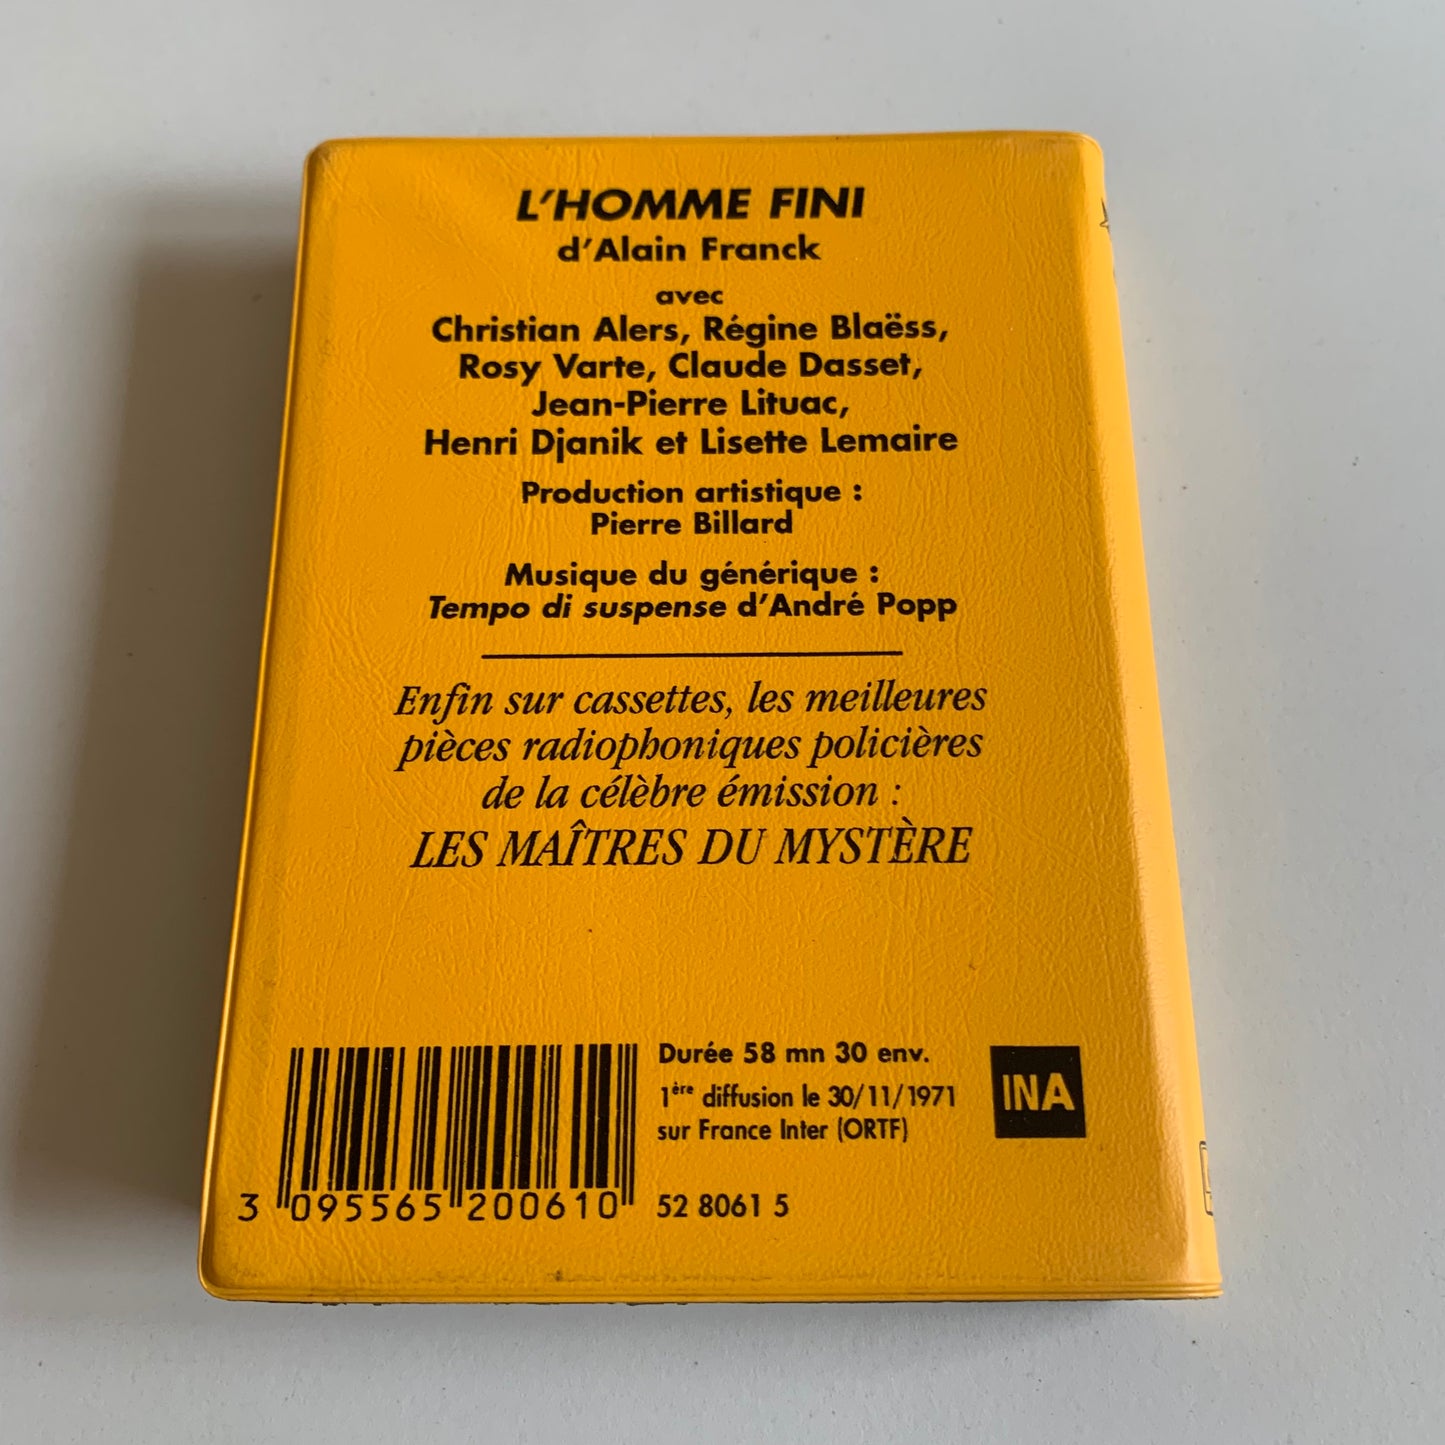 L'HOMME FINI
d'Alain Franck
avec
Christian Alers, Régine Blaëss,
Rosy Varte, Claude Dasset,
Jean-Pierre Lituac,
Henri Djanik et Lisette Lemaire
Production artistique :
Pierre Billard
Musique du générique :
Tempo di suspense d'André Popp
Enfin sur cassettes, les meilleures
pièces radiophoniques policières
de la célèbre émission :
LES MAÎTRES DU MYSTÈRE
Durée 58 mn 30 env.
1ère diffusion le 30/11/1971
sur France Inter (ORTF)
INA
3 095565 200610
52 8061 5